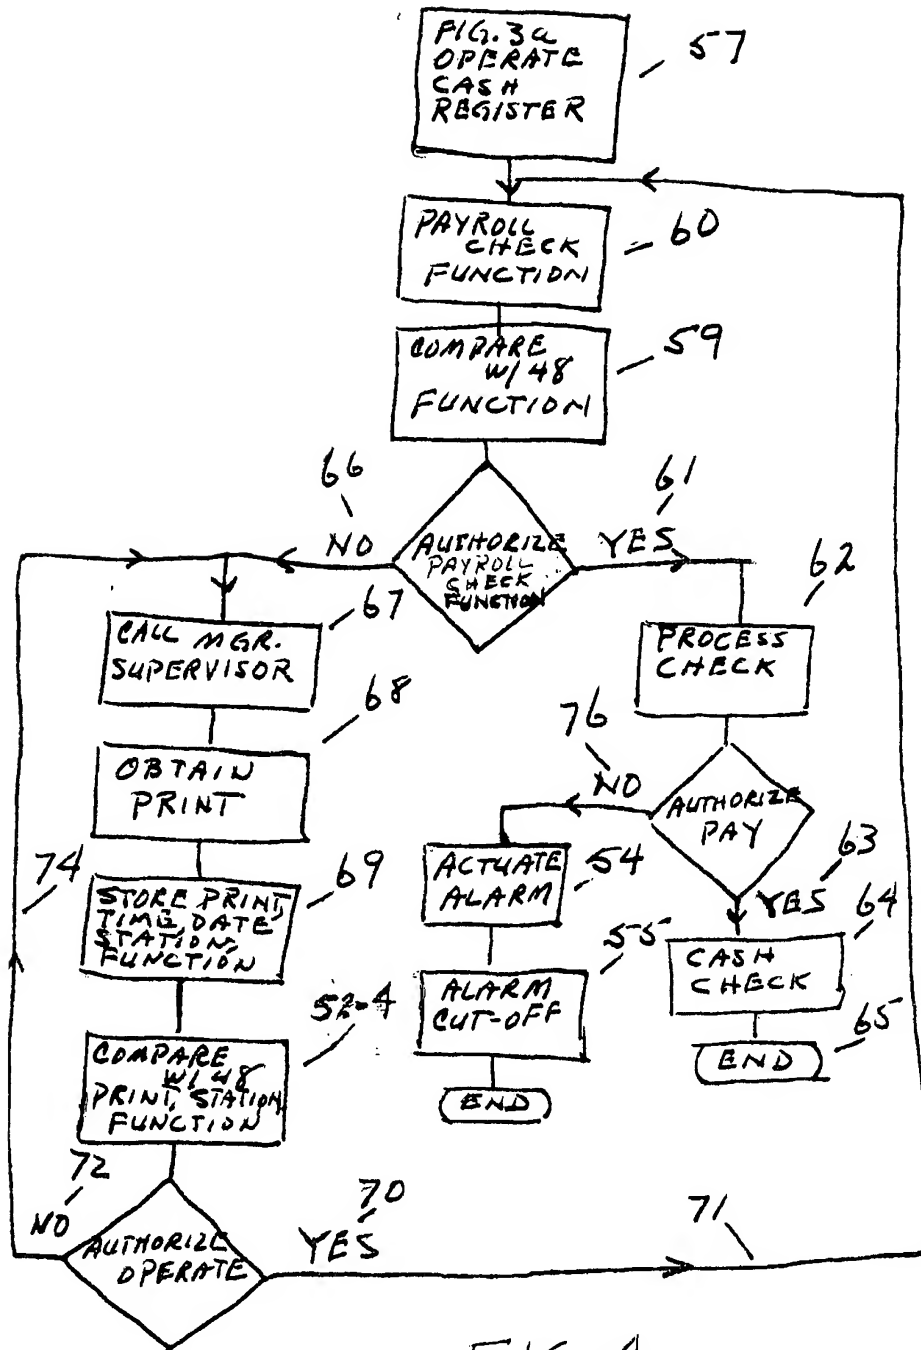 FIG. 3a
OPERATE
CASH
REGISTER
57
PAYROLL
CHECK
FUNCTION
60
COMPARE
W/ 48
FUNCTION
59
66
NO
AUTHORIZE
PAYROLL
CHECK
FUNCTION
61
YES
62
CALL MGR.
SUPERVISOR
67
PROCESS
CHECK
OBTAIN
PRINT
68
76
NO
AUTHORIZE
PAY
63
YES
74
STORE PRINT,
TIME, DATE,
STATION,
FUNCTION
69
ACTUATE
ALARM
54
CASH
CHECK
64
ALARM
CUT-OFF
55
END
65
END
COMPARE
W/ 48
PRINT, STATION
FUNCTION
52-4
72
NO
AUTHORIZE
OPERATE
70
YES
71